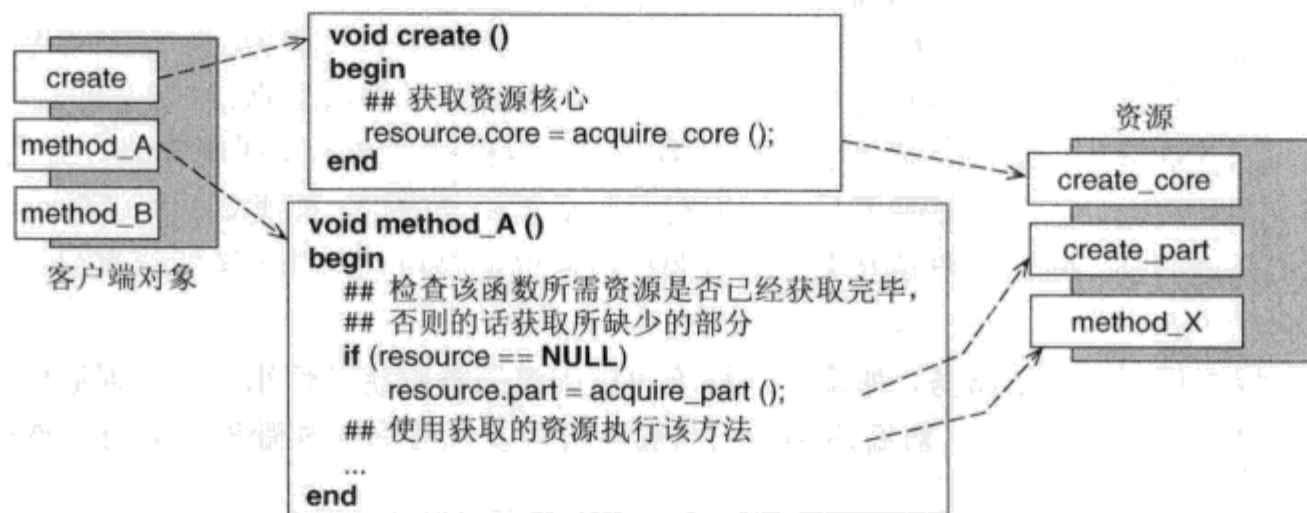 create
method_A
method_B
客户端对象
void create ()
begin
## 获取资源核心
resource.core = acquire_core ();
end
void method_A ()
begin
## 检查该函数所需资源是否已经获取完毕，
## 否则的话获取所缺少的部分
if (resource == NULL)
resource.part = acquire_part ();
## 使用获取的资源执行该方法
...
end
资源
create_core
create_part
method_X